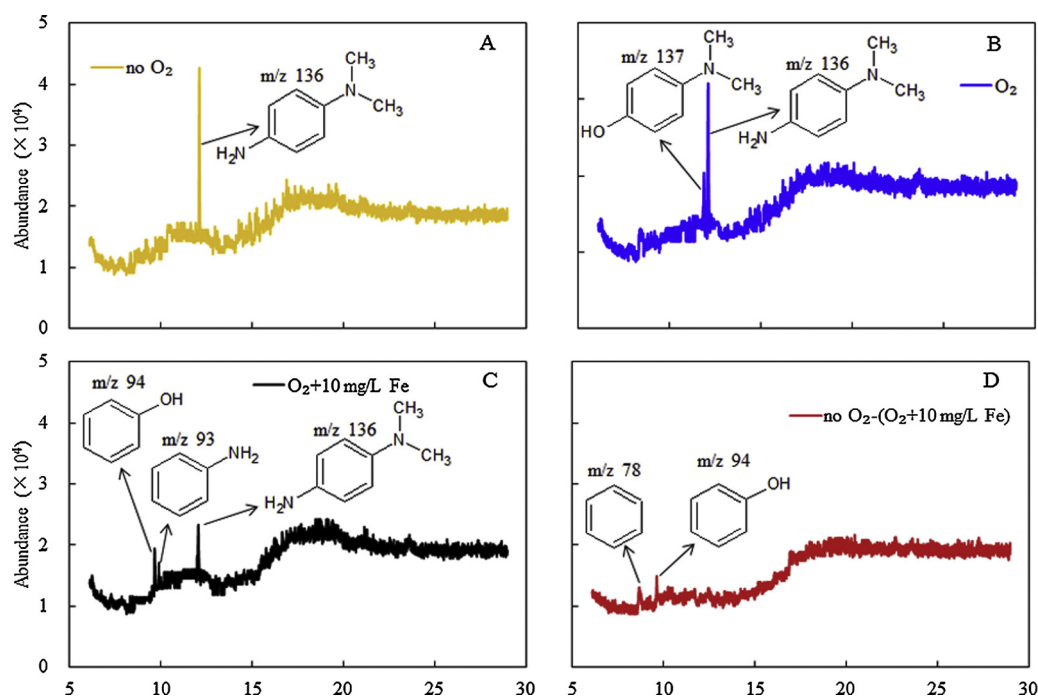 A
no O₂
m/z 136
CH₃
N
CH₃
H₂N
B
O₂
m/z 137
CH₃
N
CH₃
HO
m/z 136
CH₃
N
CH₃
H₂N
Abundance (×10⁴)
5
4
3
2
1
0
C
O₂+10 mg/L Fe
m/z 94
OH
m/z 93
NH₂
m/z 136
CH₃
N
CH₃
H₂N
D
no O₂-(O₂+10 mg/L Fe)
m/z 78
m/z 94
OH
Abundance (×10⁴)
5
4
3
2
1
0
5 10 15 20 25 30
5 10 15 20 25 30